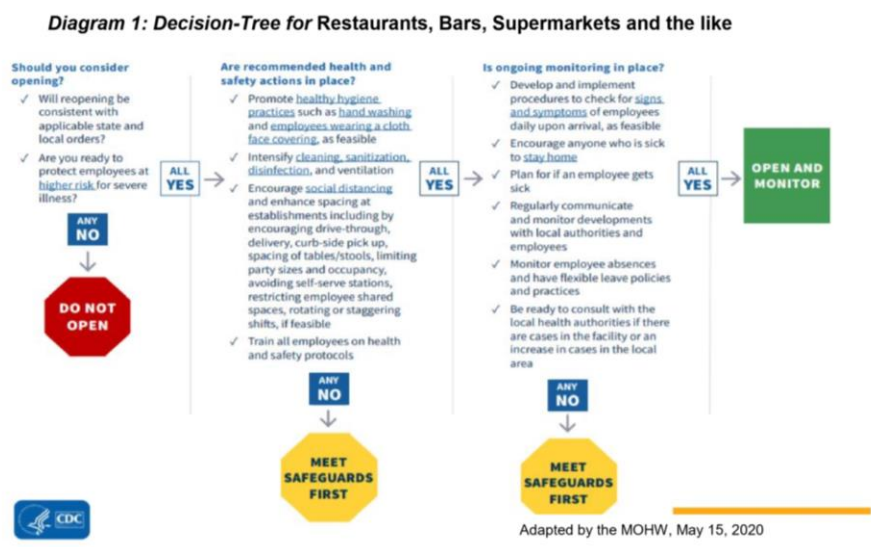 Diagram 1: Decision-Tree for Restaurants, Bars, Supermarkets and the like
Should you consider
opening?
✓ Will reopening be
consistent with
applicable state and
local orders?
✓ Are you ready to
protect employees at
higher risk for severe
illness?
ANY
NO
DO NOT
OPEN
ALL
YES
Are recommended health and
safety actions in place?
✓ Promote healthy hygiene
practices such as hand washing
and employees wearing a cloth
face covering, as feasible
✓ Intensify cleaning, sanitization,
disinfection, and ventilation
✓ Encourage social distancing
and enhance spacing at
establishments including by
encouraging drive-through,
delivery, curb-side pick up,
spacing of tables/stools, limiting
party sizes and occupancy,
avoiding self-serve stations,
restricting employee shared
spaces, rotating or staggering
shifts, if feasible
✓ Train all employees on health
and safety protocols
ANY
NO
MEET
SAFEGUARDS
FIRST
ALL
YES
Is ongoing monitoring in place?
✓ Develop and implement
procedures to check for signs
and symptoms of employees
daily upon arrival, as feasible
✓ Encourage anyone who is sick
to stay home
✓ Plan for if an employee gets
sick
✓ Regularly communicate
and monitor developments
with local authorities and
employees
✓ Monitor employee absences
and have flexible leave policies
and practices
✓ Be ready to consult with the
local health authorities if there
are cases in the facility or an
increase in cases in the local
area
ANY
NO
MEET
SAFEGUARDS
FIRST
ALL
YES
OPEN AND
MONITOR
CDC
Adapted by the MOHW, May 15, 2020